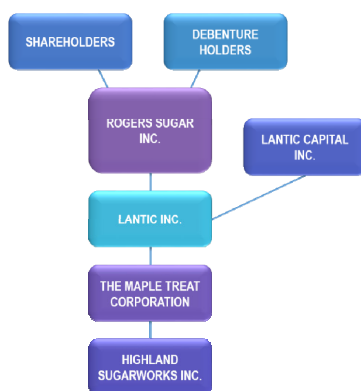 SHAREHOLDERS
DEBENTURE
HOLDERS
ROGERS SUGAR
INC.
LANTIC CAPITAL
INC.
LANTIC INC.
THE MAPLE TREAT
CORPORATION
HIGHLAND
SUGARWORKS INC.